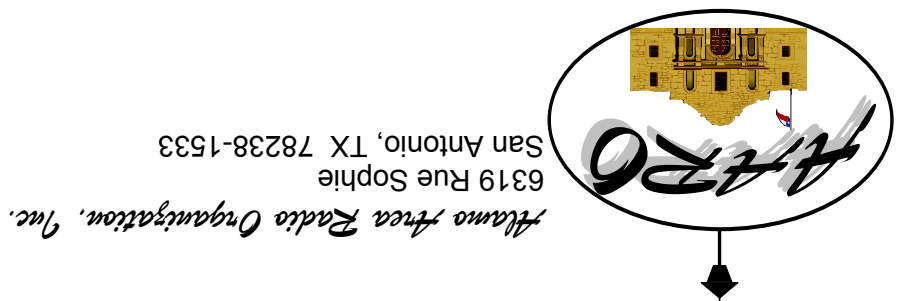 AARO
Alamo Area Radio Organization, Inc.
6319 Rue Sophie
San Antonio, TX 78238-1533